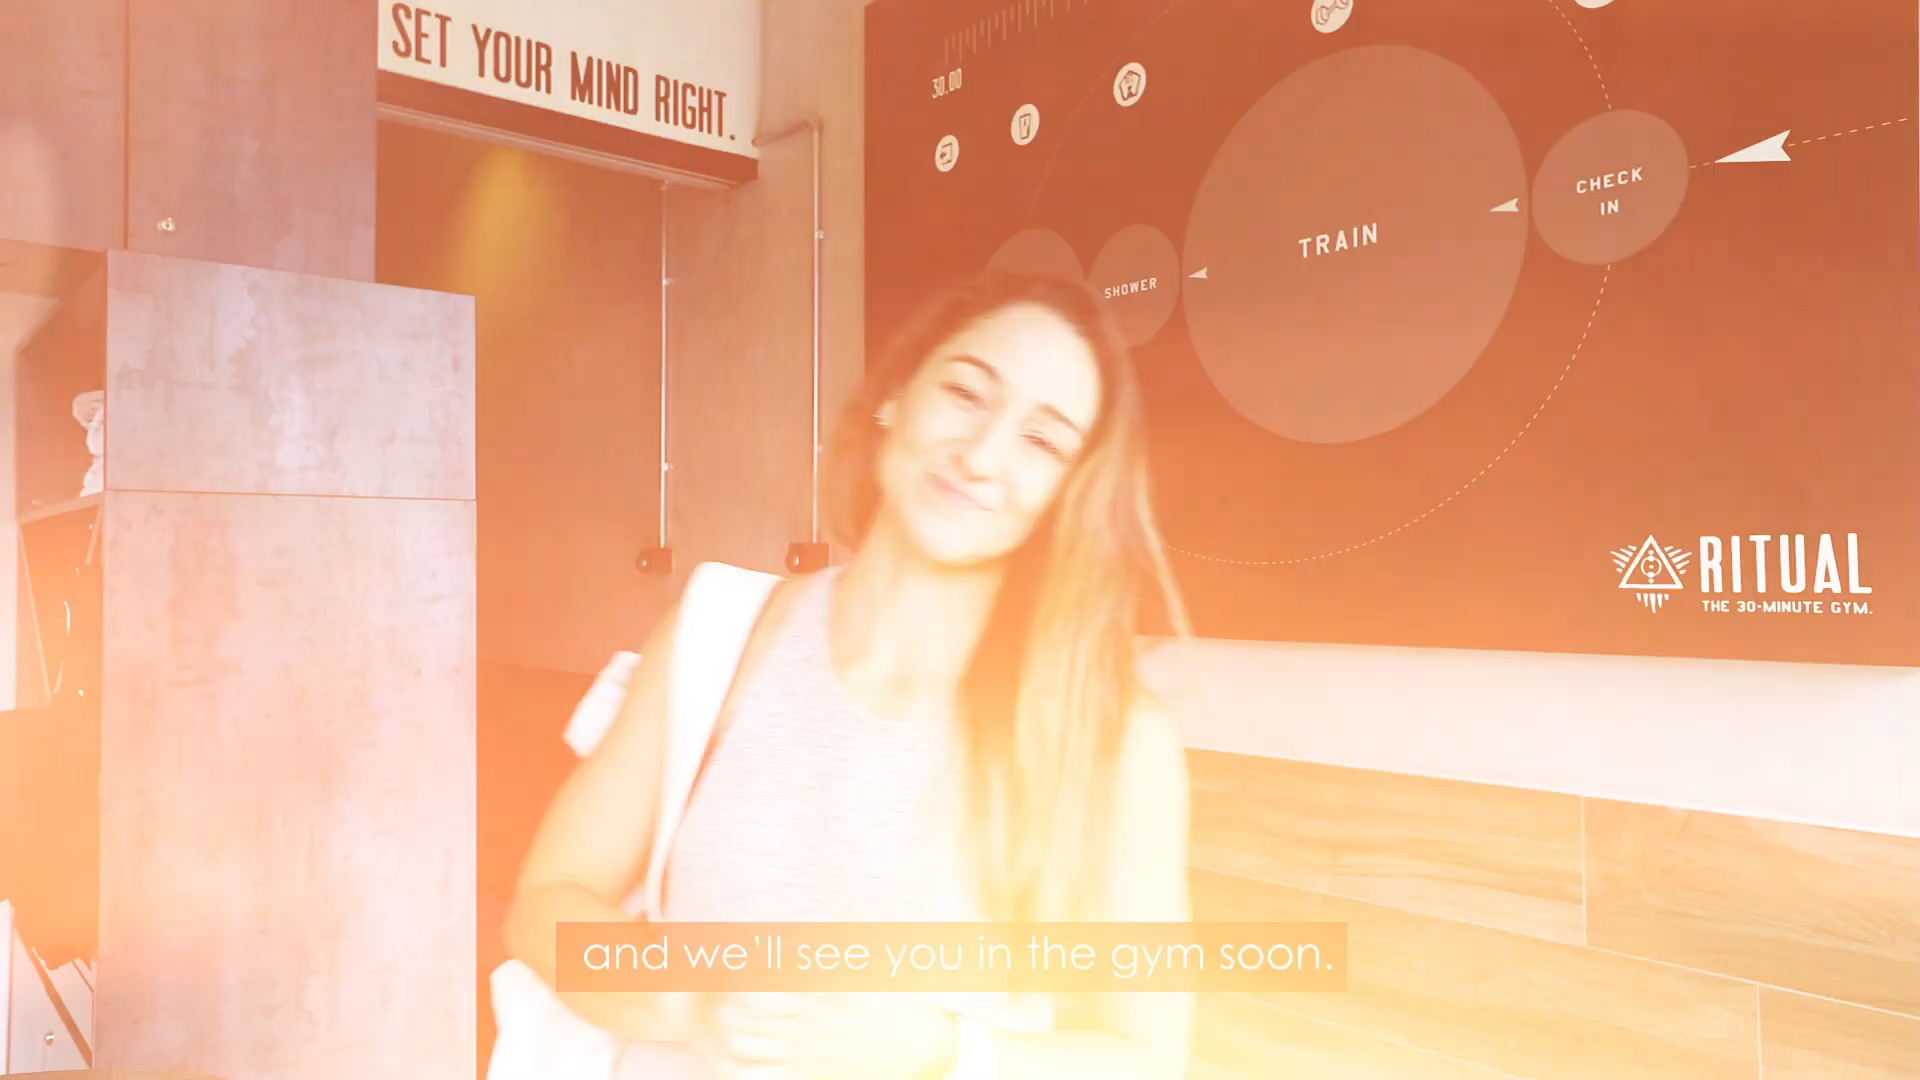 SET YOUR MIND RIGHT.
30.00
TRAIN
CHECK
IN
SHOWER
RITUAL
THE 30-MINUTE GYM.
and we'll see you in the gym soon.